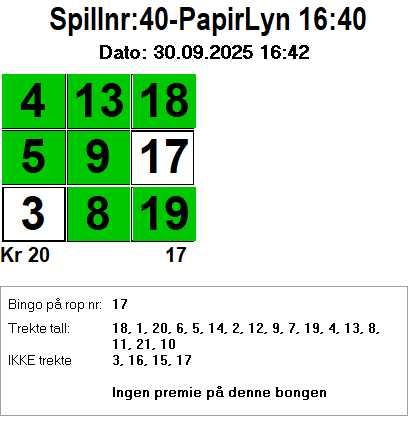 Spillnr:40-PapirLyn 16:40
Dato: 30.09.2025 16:42
4 13 18
5 9 17
3 8 19
Kr 20 17
Bingo på rop nr: 17
Trekte tall: 18, 1, 20, 6, 5, 14, 2, 12, 9, 7, 19, 4, 13, 8,
11, 21, 10
IKKE trekte 3, 16, 15, 17
Ingen premie på denne bongen